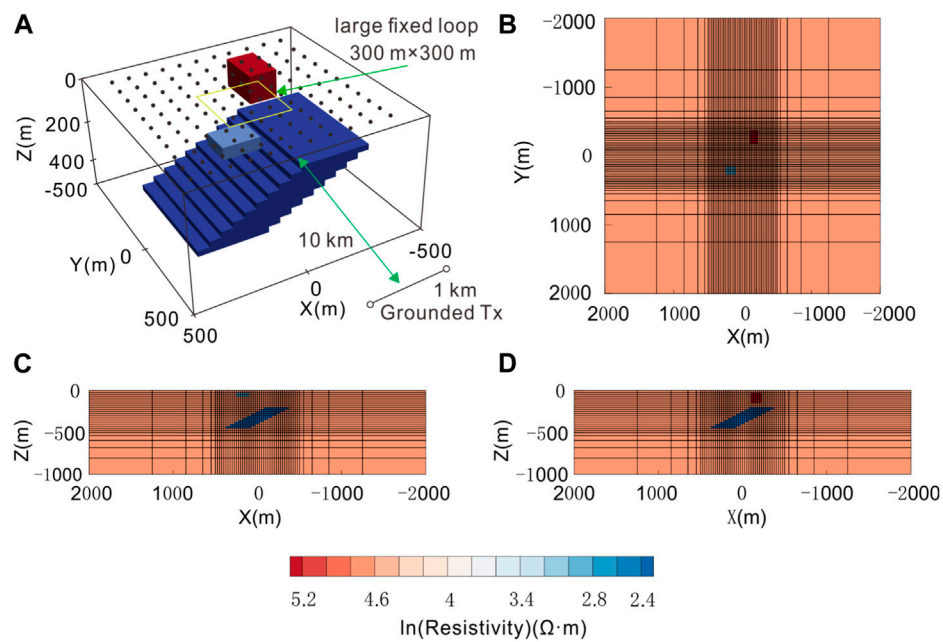 A
large fixed loop
300 m×300 m
0
200
400
-500
Z(m)
Y(m)
0
500
500
X(m)
0
-500
10 km
1 km
Grounded Tx
B
-2000
-1000
0
1000
2000
Y(m)
2000 1000 0 -1000 -2000
X(m)
C
0
-500
-1000
Z(m)
2000 1000 0 -1000 -2000
X(m)
D
0
-500
-1000
Z(m)
2000 1000 0 -1000 -2000
X(m)
5.2 4.6 4 3.4 2.8 2.4
ln(Resistivity)(Ω·m)